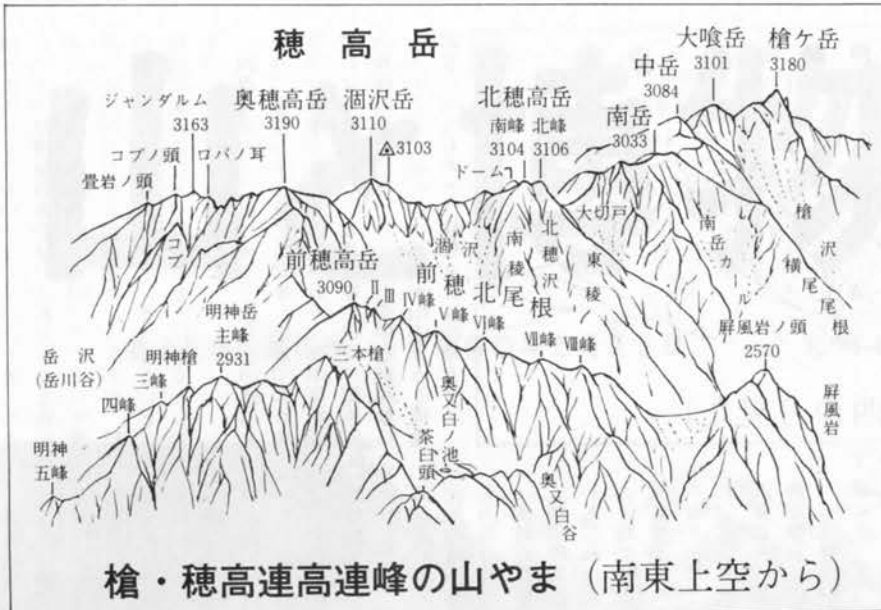 穂高岳
大喰岳
3101
槍ケ岳
3180
中岳
3084
南岳
3033
ジャンダルム
3163
奥穂高岳
3190
涸沢岳
3110
3103
北穂高岳
南峰
3104
北峰
3106
ドーム
コブノ頭
ロバノ耳
畳岩ノ頭
コブ
大切戸
涸沢
南稜
北穂沢
東稜
南岳カール
槍沢
横尾尾根
前穂高岳
3090
前穂北尾根
II
III
IV峰
V峰
VI峰
VII峰
VIII峰
屏風岩ノ頭
2570
屏風岩
明神岳
主峰
2931
三本槍
岳沢
(岳川谷)
明神槍
三峰
四峰
明神
五峰
奥又白ノ池
茶臼頭
奥又白谷
槍・穂高連高連峰の山やま(南東上空から)